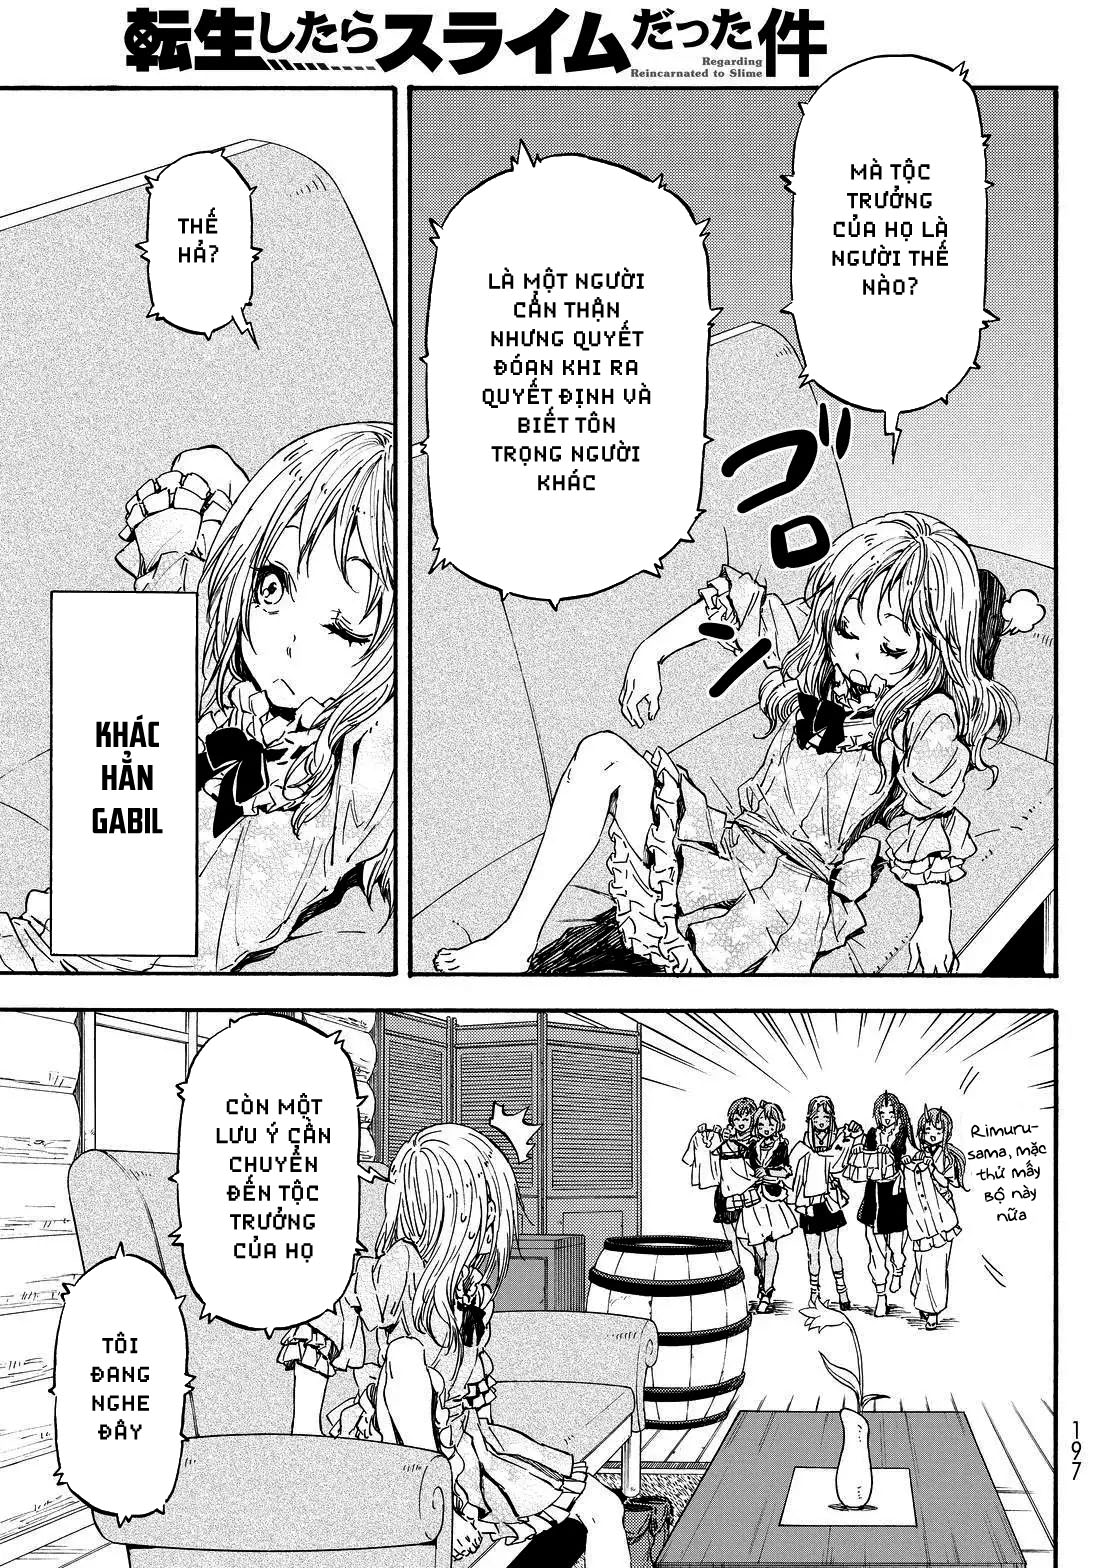 転生したらスライムだった件
Regarding
Reincarnated to Slime
MÀ TỘC
TRƯỞNG
CỦA HỌ LÀ
NGƯỜI THẾ
NÀO?
LÀ MỘT NGƯỜI
CẨN THẬN
NHƯNG QUYẾT
ĐÓAN KHI RA
QUYẾT ĐỊNH VÀ
BIẾT TÔN
TRỌNG NGƯỜI
KHÁC
ゴロン
THẾ
HẢ?
KHÁC
HẲN
GABIL
Rimuru-
sama, mặc
thử mấy
bộ này
nữa
CÒN MỘT
LƯU Ý CẦN
CHUYỂN
ĐẾN TỘC
TRƯỞNG
CỦA HỌ
TÔI
ĐANG
NGHE
ĐÂY
197